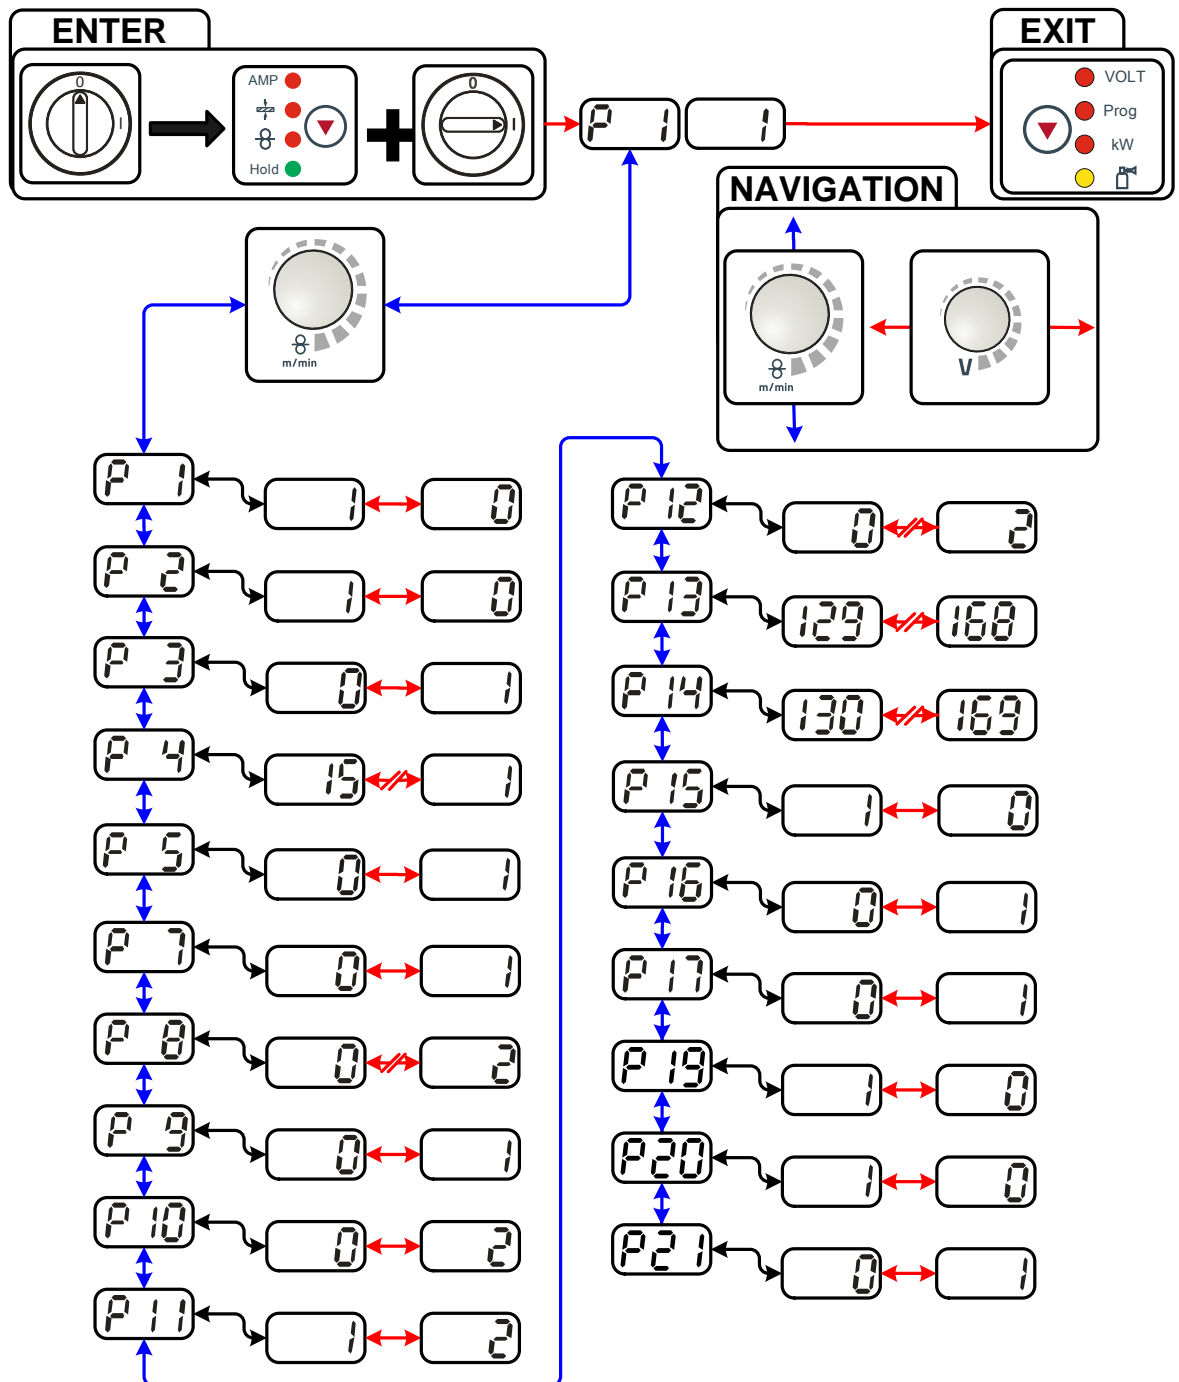 ENTER
EXIT
0
I
AMP
Hold
0
I
P 1
1
VOLT
Prog
kW
NAVIGATION
m/min
m/min
P 1 1 0
P 2 1 0
P 3 0 1
P 4 15 1
P 5 0 1
P 7 0 1
P 8 0 2
P 9 0 1
P 10 0 2
P 11 1 2
P12 0 2
P 13 129 168
P 14 130 169
P 15 1 0
P 16 0 1
P 17 0 1
P 19 1 0
P20 1 0
P21 0 1